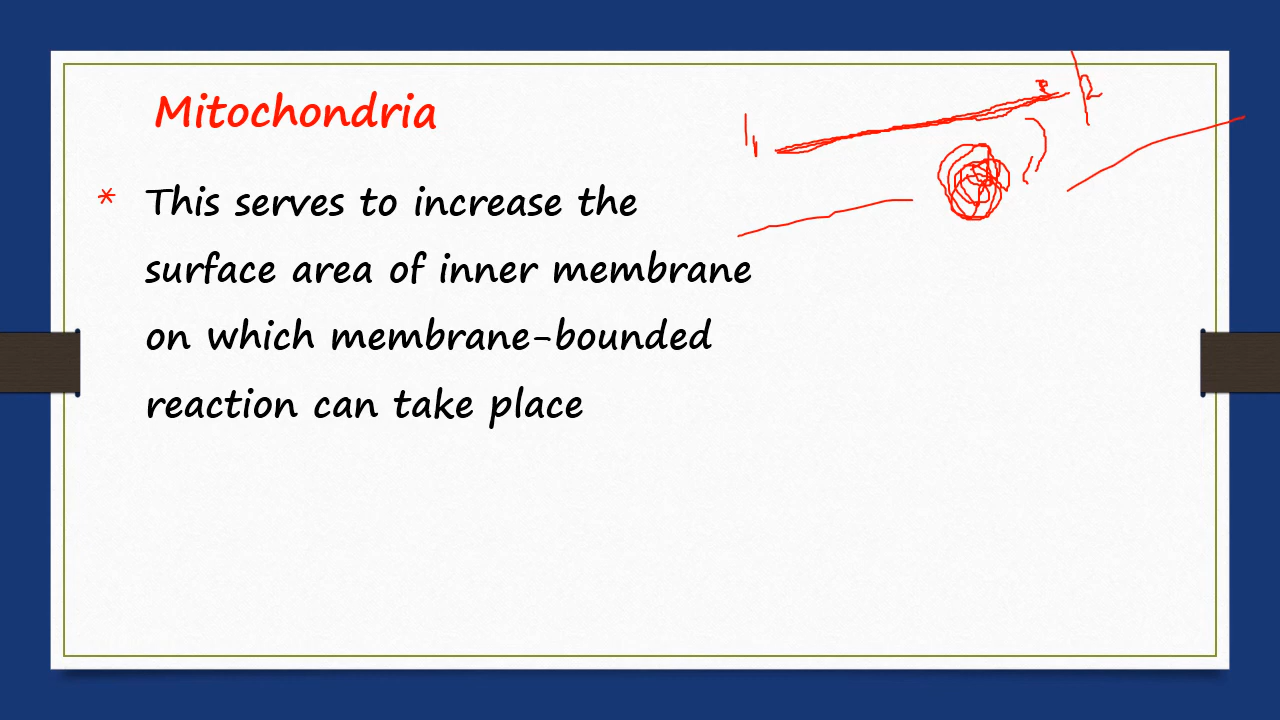 Mitochondria
* This serves to increase the
surface area of inner membrane
on which membrane-bounded
reaction can take place